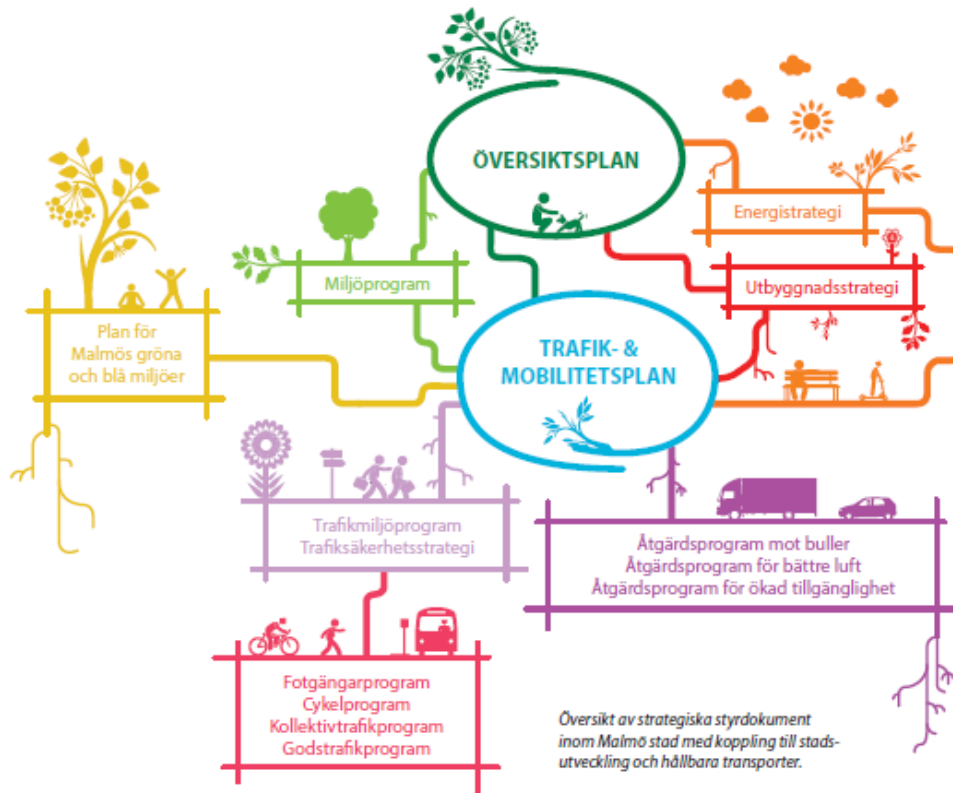 ÖVERSIKTSPLAN
Energistrategi
Miljöprogram
Utbyggnadsstrategi
Plan för
Malmös gröna
och blå miljöer
TRAFIK- &
MOBILITETSPLAN
Trafikmiljöprogram
Trafiksäkerhetsstrategi
Åtgärdsprogram mot buller
Åtgärdsprogram för bättre luft
Åtgärdsprogram för ökad tillgänglighet
Fotgängarprogram
Cykelprogram
Kollektivtrafikprogram
Godstrafikprogram
Översikt av strategiska styrdokument
inom Malmö stad med koppling till stads-
utveckling och hållbara transporter.